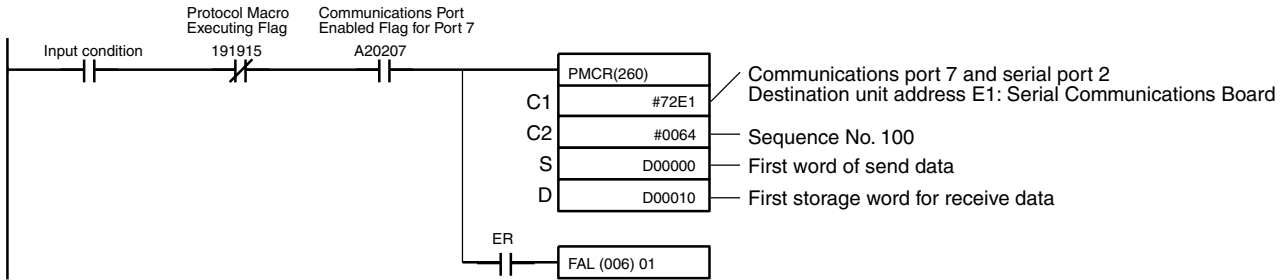 Protocol Macro
Executing Flag
Communications Port
Enabled Flag for Port 7
Input condition
191915
A20207
PMCR(260)
C1
#72E1
Communications port 7 and serial port 2
Destination unit address E1: Serial Communications Board
C2
#0064
Sequence No. 100
S
D00000
First word of send data
D
D00010
First storage word for receive data
ER
FAL (006) 01